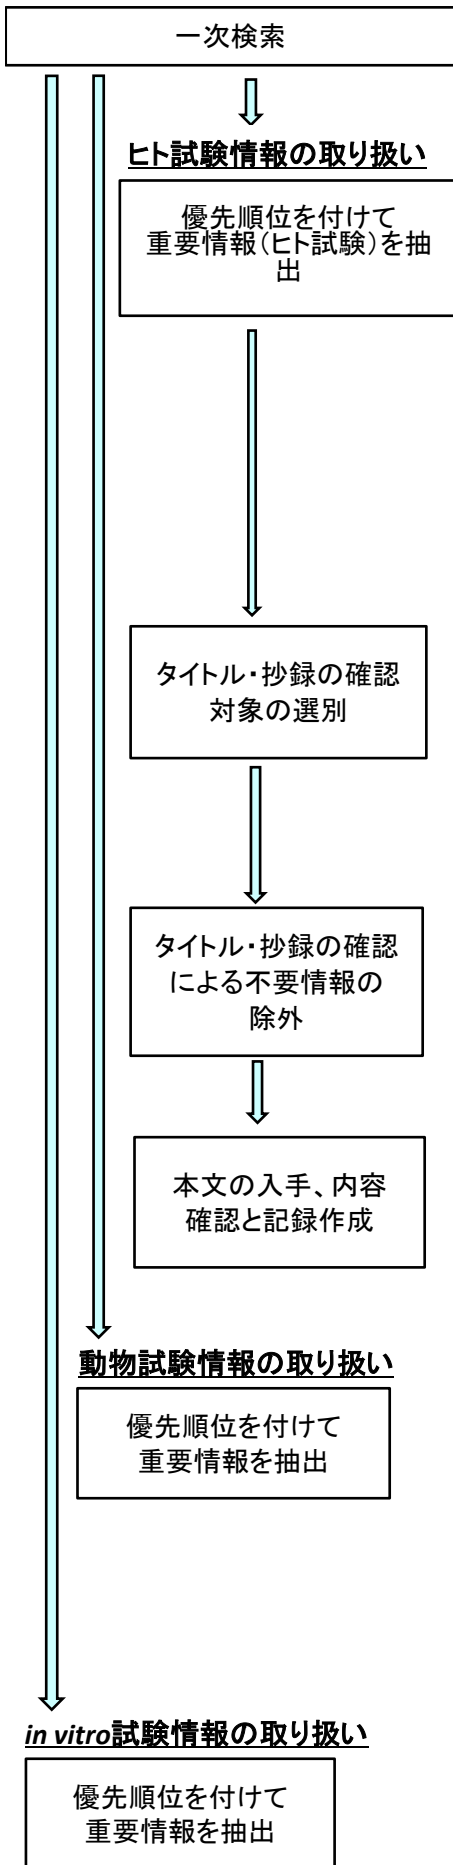 一次検索
ヒト試験情報の取り扱い
優先順位を付けて
重要情報(ヒト試験)を抽
出
タイトル・抄録の確認
対象の選別
タイトル・抄録の確認
による不要情報の
除外
本文の入手、内容
確認と記録作成
動物試験情報の取り扱い
優先順位を付けて
重要情報を抽出
in vitro試験情報の取り扱い
優先順位を付けて
重要情報を抽出